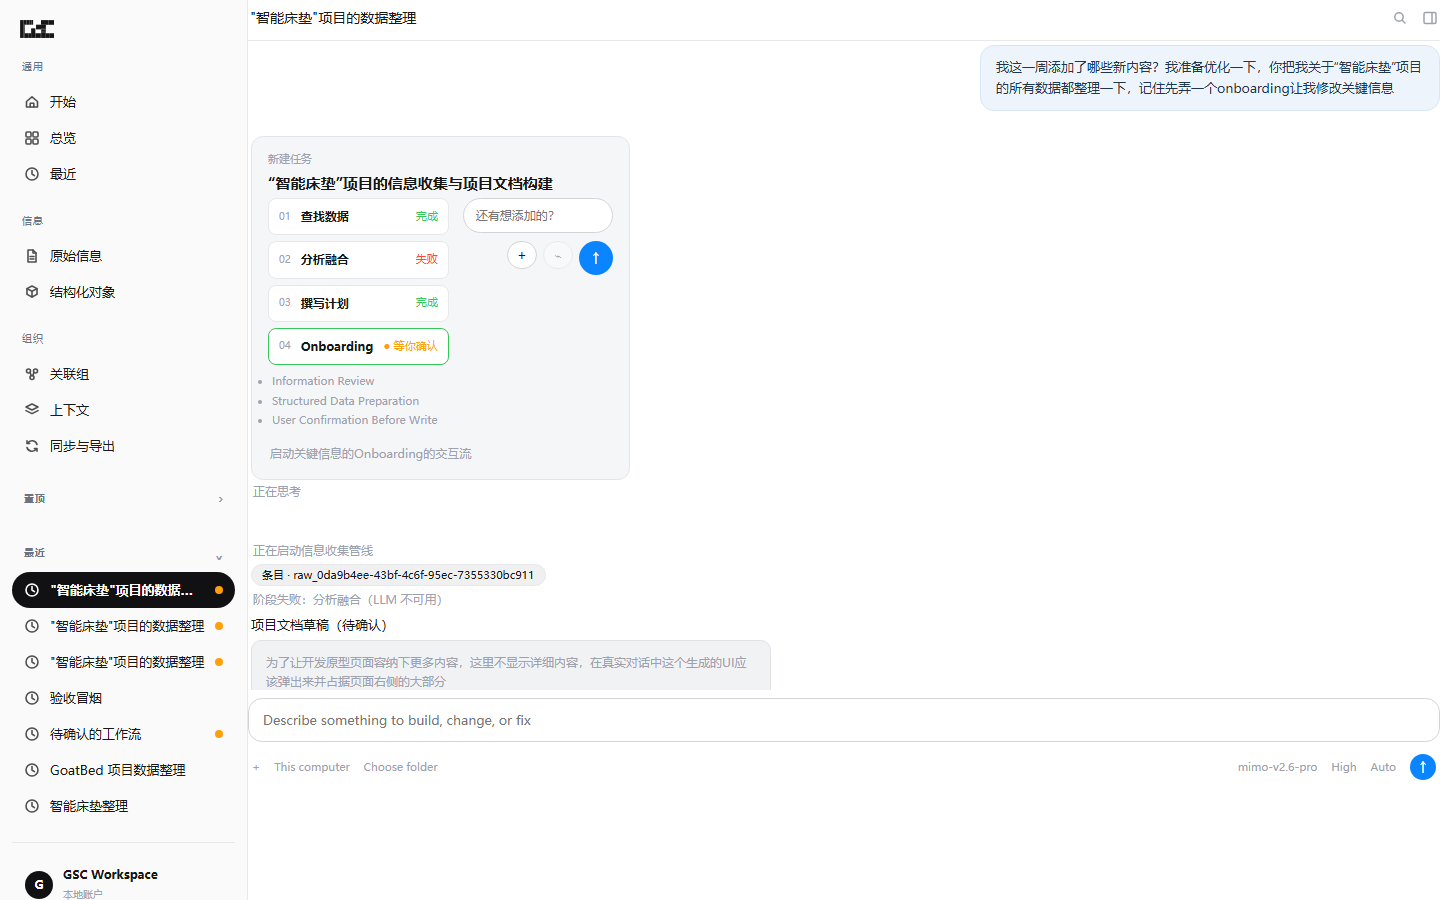 GSC
通用
开始
总览
最近
信息
原始信息
结构化对象
组织
关联组
上下文
同步与导出
置顶
最近
"智能床垫"项目的数据...
"智能床垫"项目的数据整理
"智能床垫"项目的数据整理
验收冒烟
待确认的工作流
GoatBed 项目数据整理
智能床垫整理
G
GSC Workspace
本地账户
"智能床垫"项目的数据整理
我这一周添加了哪些新内容？我准备优化一下，你把我关于“智能床垫”项目
的所有数据都整理一下，记住先弄一个onboarding让我修改关键信息
新建任务
“智能床垫”项目的信息收集与项目文档构建
01 查找数据 完成
还有想添加的？
02 分析融合 失败
+
03 撰写计划 完成
04 Onboarding 等你确认
Information Review
Structured Data Preparation
User Confirmation Before Write
启动关键信息的Onboarding的交互流
正在思考
正在启动信息收集管线
条目 · raw_0da9b4ee-43bf-4c6f-95ec-7355330bc911
阶段失败：分析融合（LLM 不可用）
项目文档草稿（待确认）
为了让开发原型页面容纳下更多内容，这里不显示详细内容，在真实对话中这个生成的UI应
该弹出来并占据页面右侧的大部分
Describe something to build, change, or fix
+ This computer Choose folder
mimo-v2.6-pro High Auto